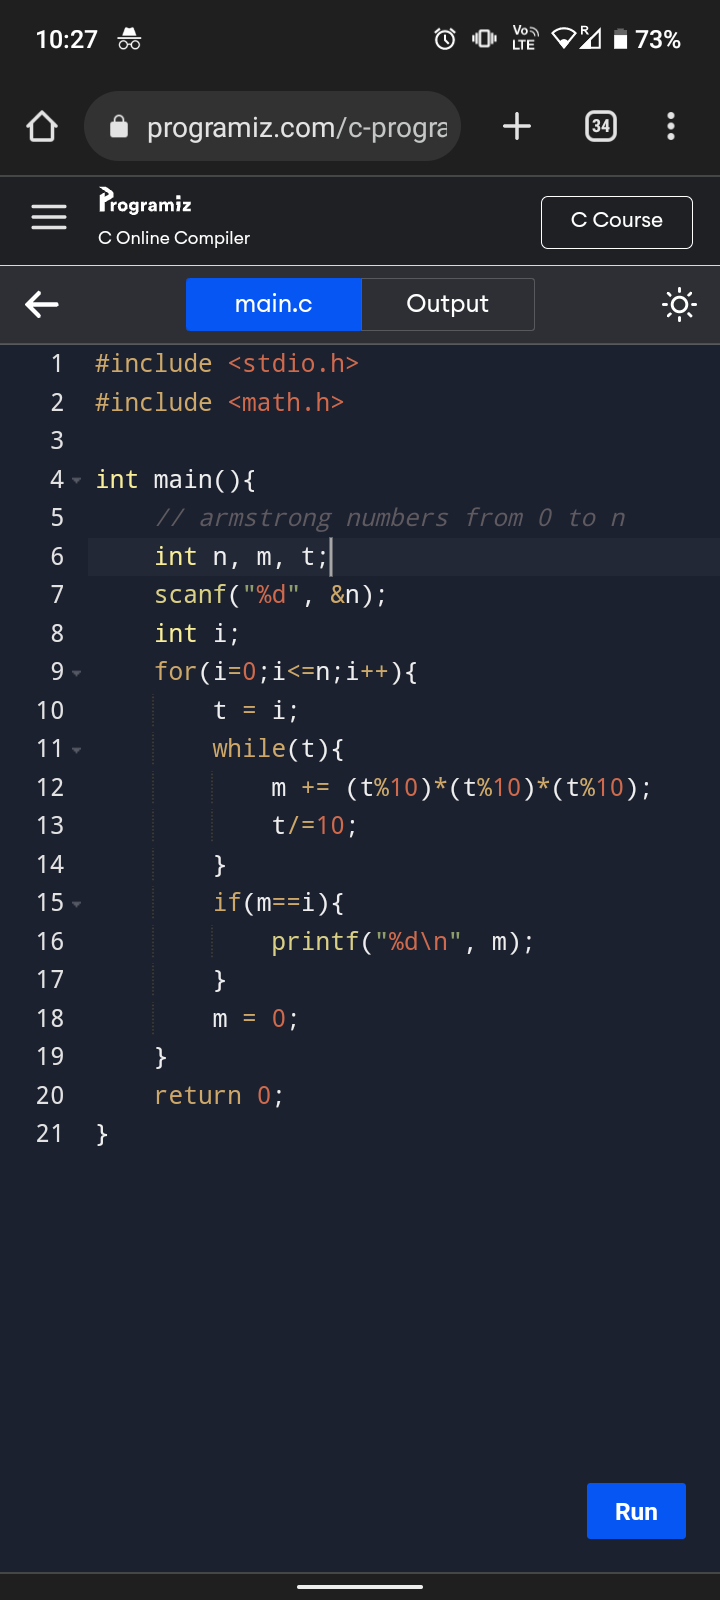 10:27 Vo LTE R 73%
programiz.com/c-progra 34
Programiz
C Online Compiler
C Course
main.c Output
1 #include <stdio.h>
2 #include <math.h>
3
4 int main(){
5 // armstrong numbers from 0 to n
6 int n, m, t;
7 scanf("%d", &n);
8 int i;
9 for(i=0;i<=n;i++){
10 t = i;
11 while(t){
12 m += (t%10)*(t%10)*(t%10);
13 t/=10;
14 }
15 if(m==i){
16 printf("%d\n", m);
17 }
18 m = 0;
19 }
20 return 0;
21 }
Run